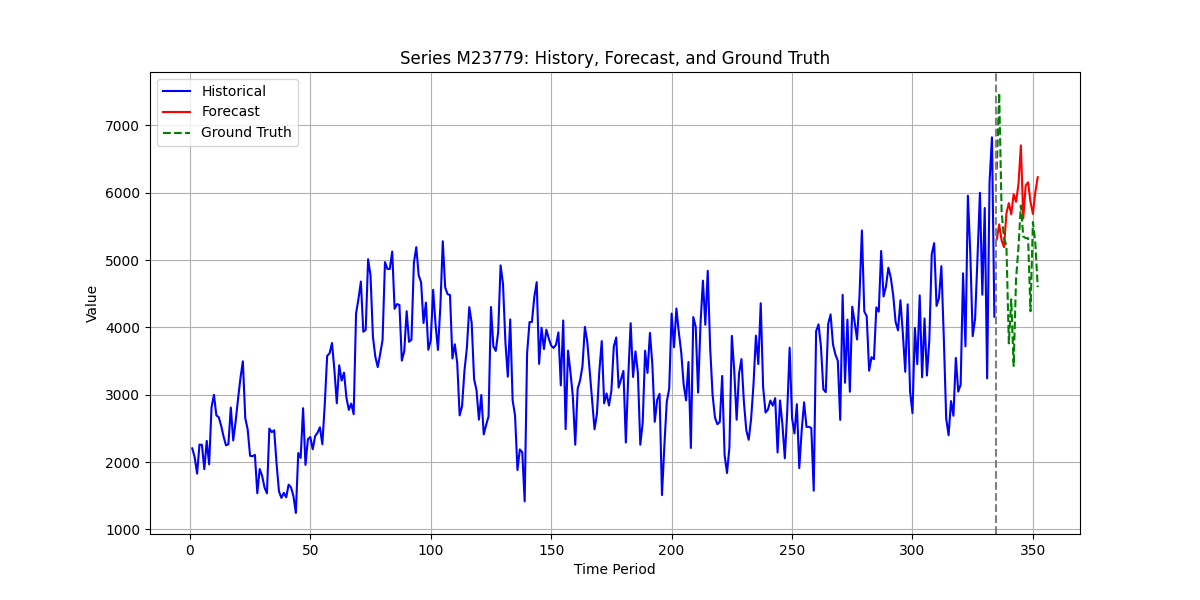 Series M23779: History, Forecast, and Ground Truth
Historical
Forecast
Ground Truth
Value
7000
6000
5000
4000
3000
2000
1000
0 50 100 150 200 250 300 350
Time Period